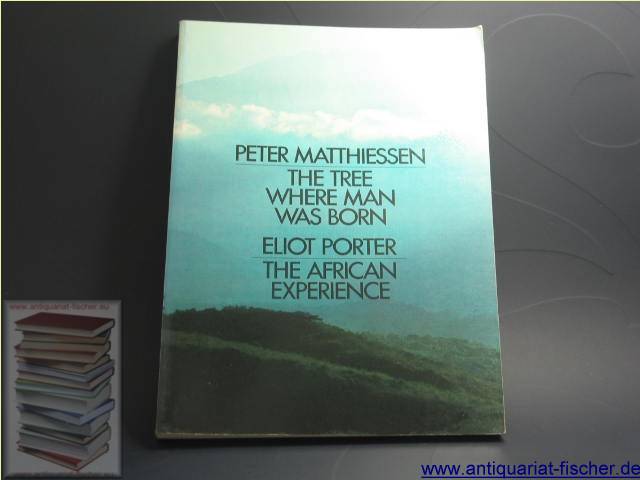 PETER MATTHIESSEN
THE TREE
WHERE MAN
WAS BORN
ELIOT PORTER
THE AFRICAN
EXPERIENCE
www.antiquariat-fischer.eu
www.antiquariat-fischer.de